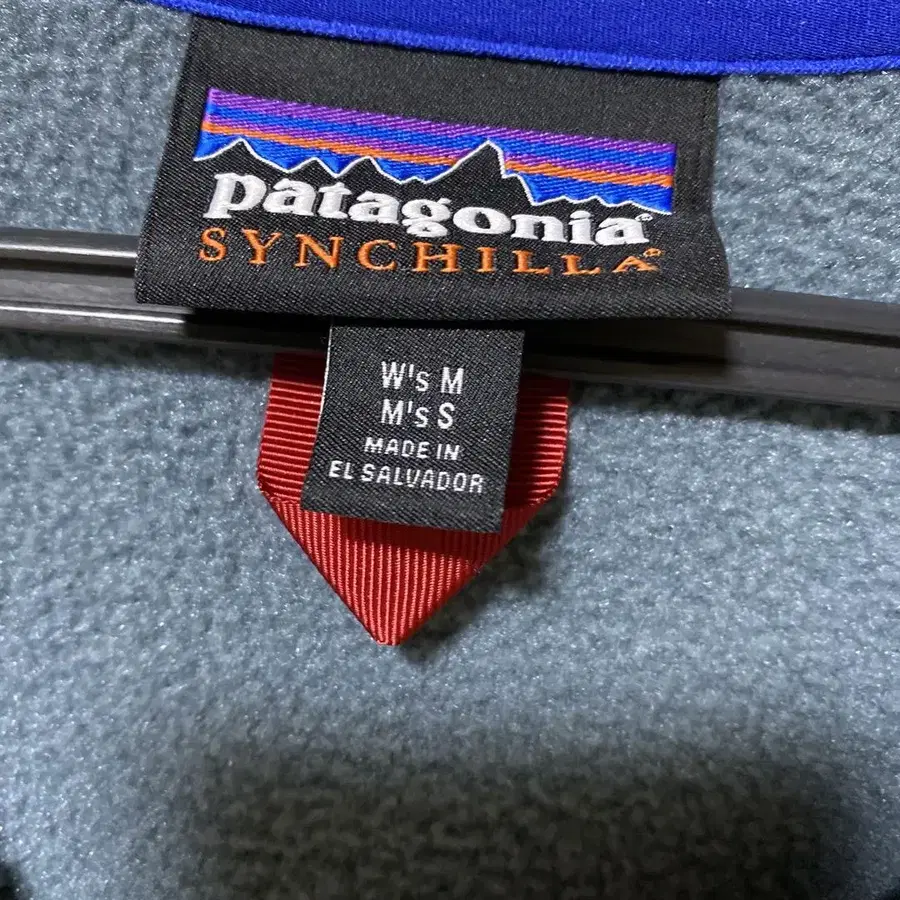 patagonia®
SYNCHILLA®
W's M
M's S
MADE IN
EL SALVADOR